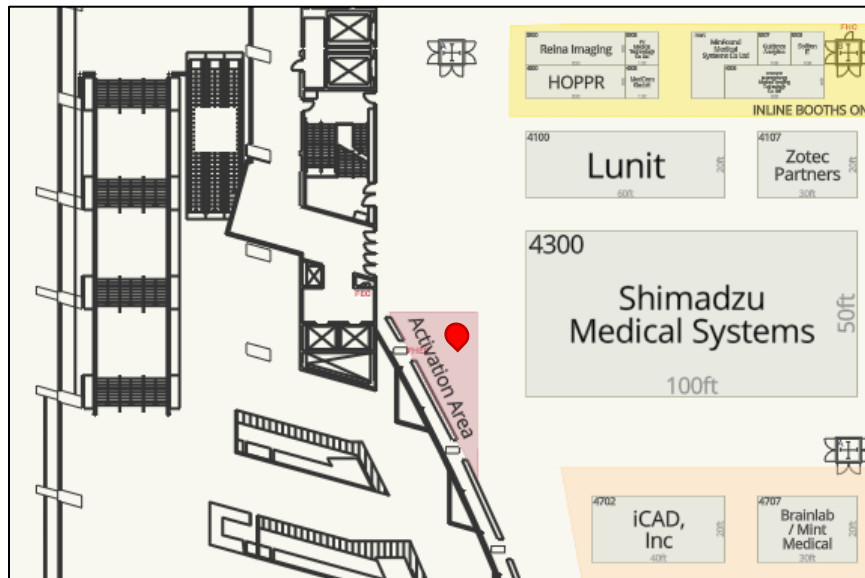 FHC
Reina Imaging
HOPPR
INLINE BOOTHS ON
4100
Lunit
20ft
60ft
4107
Zotec
Partners
20ft
30ft
4300
Shimadzu
Medical Systems
50ft
100ft
FEC
Activation Area
4702
iCAD,
Inc
20ft
40ft
4707
Brainlab
/ Mint
Medical
20ft
30ft